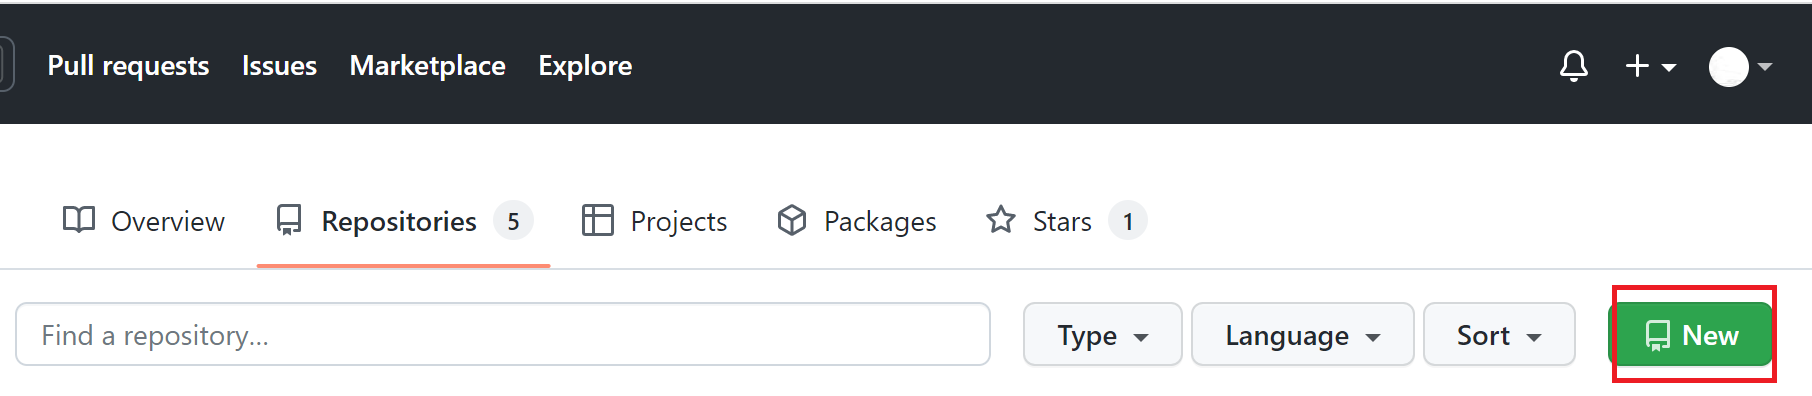 Pull requests Issues Marketplace Explore
Overview Repositories 5 Projects Packages Stars 1
Find a repository... Type Language Sort New